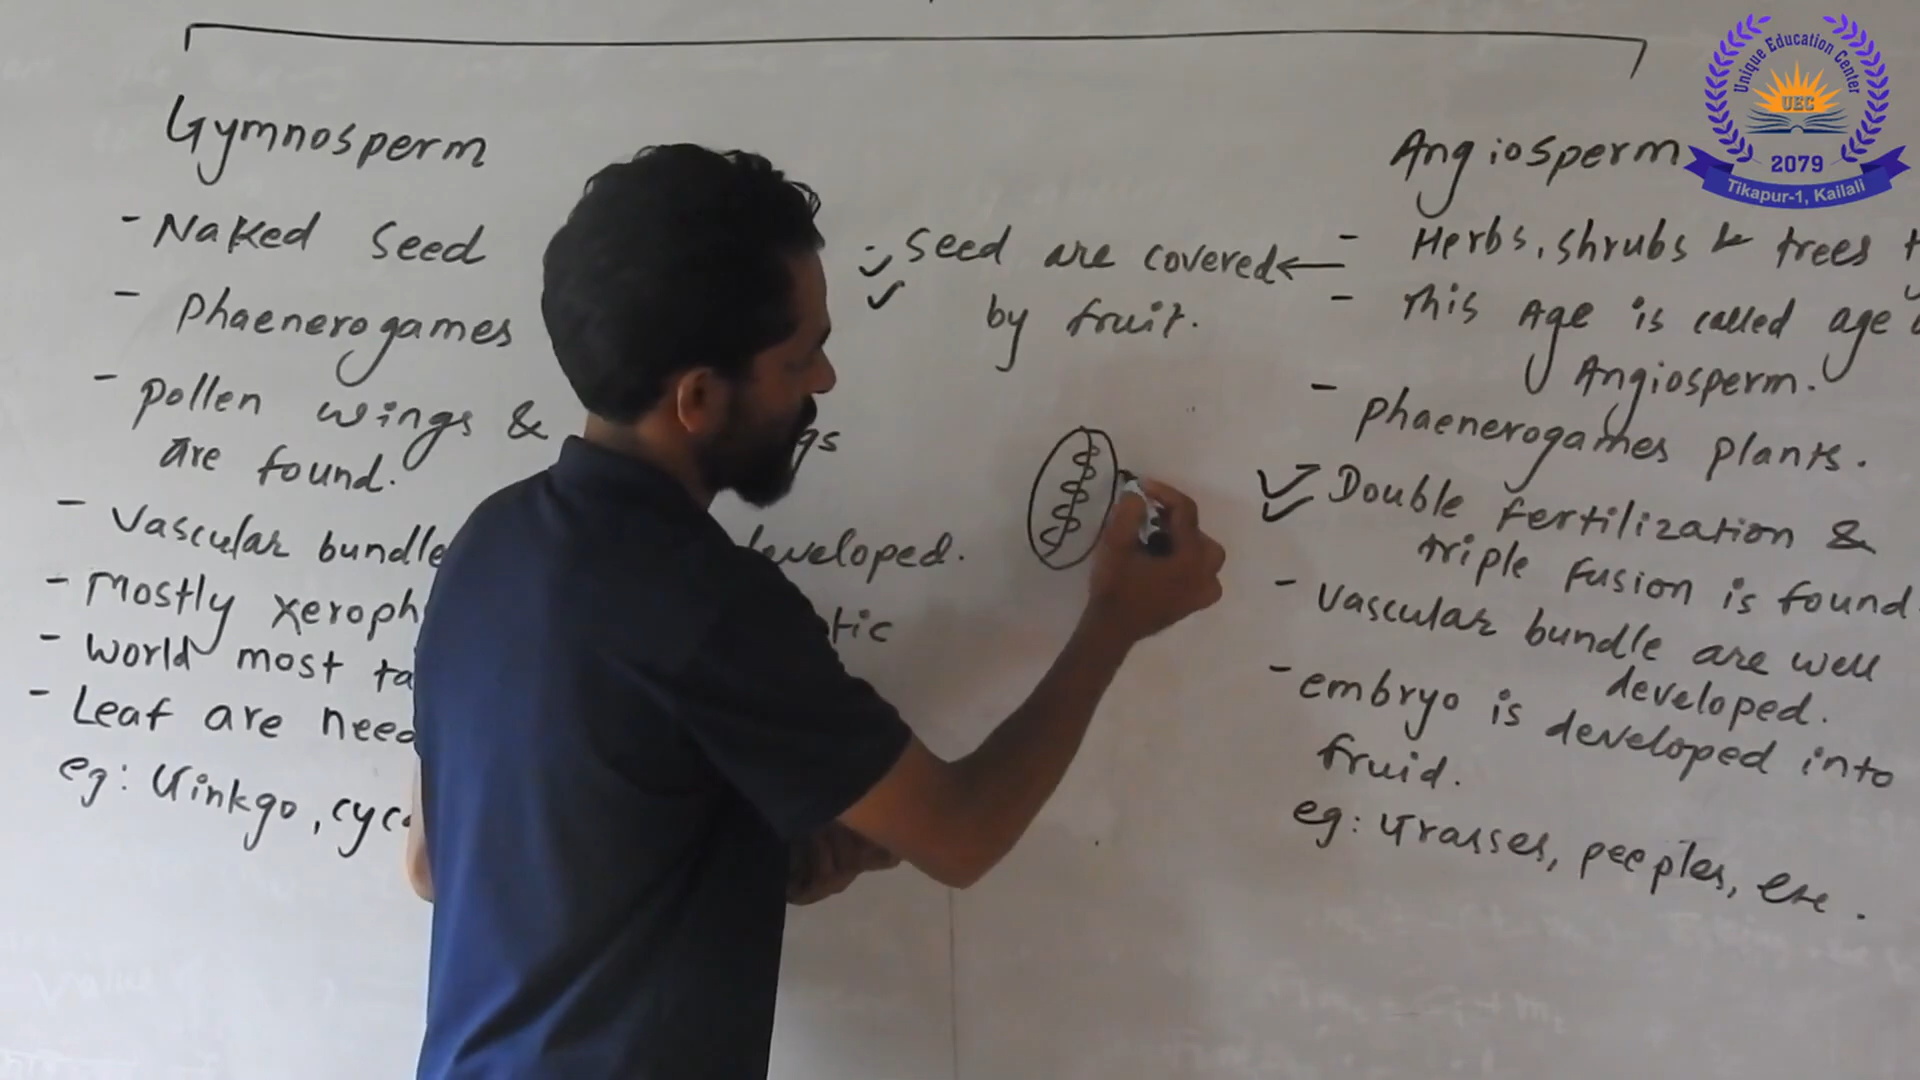 Gymnosperm
- Naked seed
- Phaenerogames
- pollen wings &
are found.
- Vascular bundle developed.
- Mostly xeroph tic
- World most ta
- Leaf are need
eg: Ginkgo, cyc
- Seed are covered
by fruit.
Angiosperm
- Herbs, shrubs & trees
- This Age is called age
Angiosperm.
- phaenerogames plants.
Double fertilization &
triple fusion is found.
- Vascular bundle are well
developed.
- embryo is developed into
fruid.
eg: Grasses, peeples, etc.
Unique Education Center
UEC
2079
Tikapur-1, Kailali